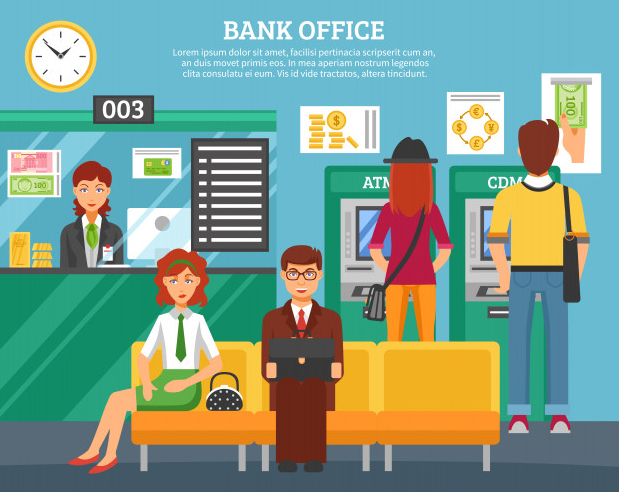 BANK OFFICE
Lorem ipsum dolor sit amet, facilisi pertinacia scripserit cum an,
an duis mucius primis eos. In mea aperiam nostrum legendos
clita consulatu ei eum. Vis id vide tractatos, altera tincidunt.
003
100
100
ATM
CDM